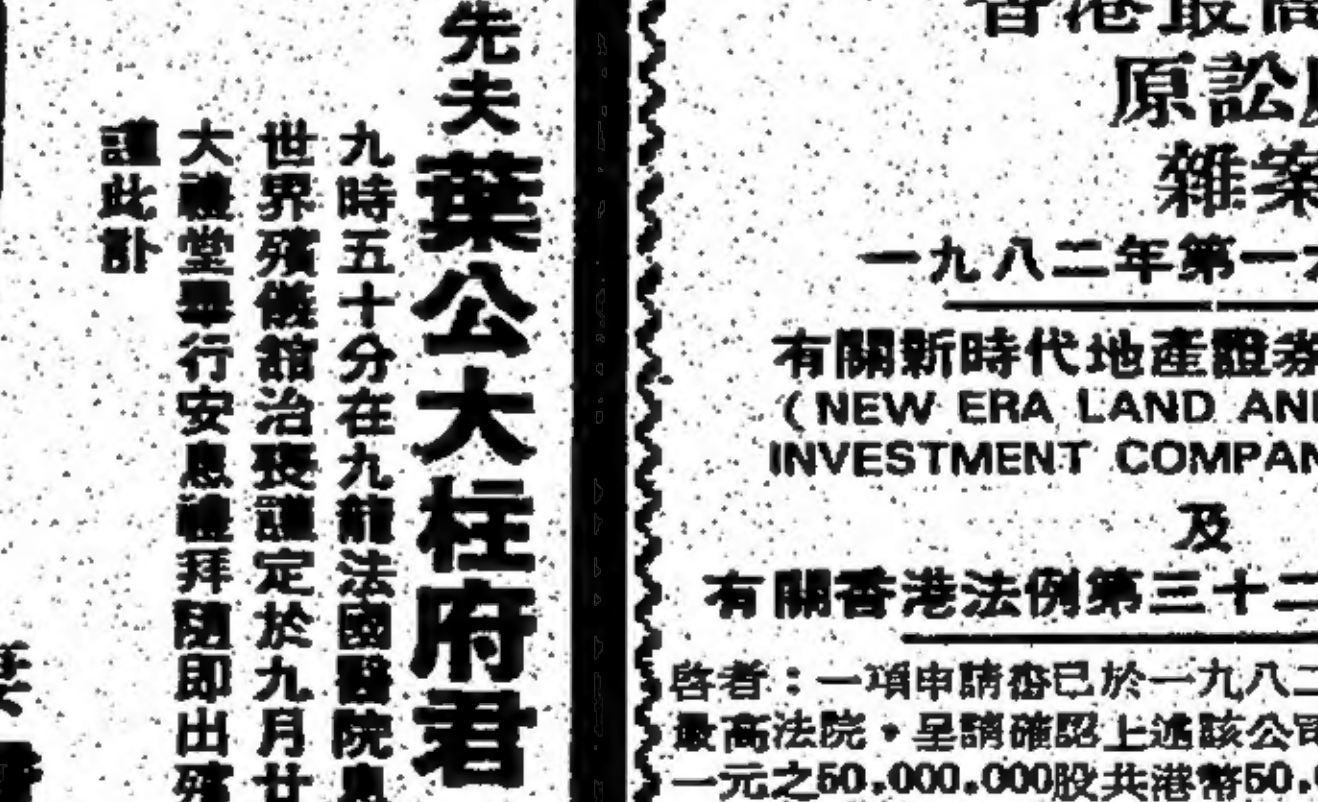 先夫葉公大柱府君
九時五十分在九龍法國醫院息
世界殯儀館治喪謹定於九月廿
大禮堂舉行安息禮拜隨即出殯
謹此訃
妻
香港最高
原訟
雜案
一九八二年第一
有關新時代地產證券
(NEW ERA LAND AND
INVESTMENT COMPAN
及
有關香港法例第三十二
啓者:一項申請書已於一九八二
最高法院,呈請確認上述該公司
一元之50,000,000股共港幣50,